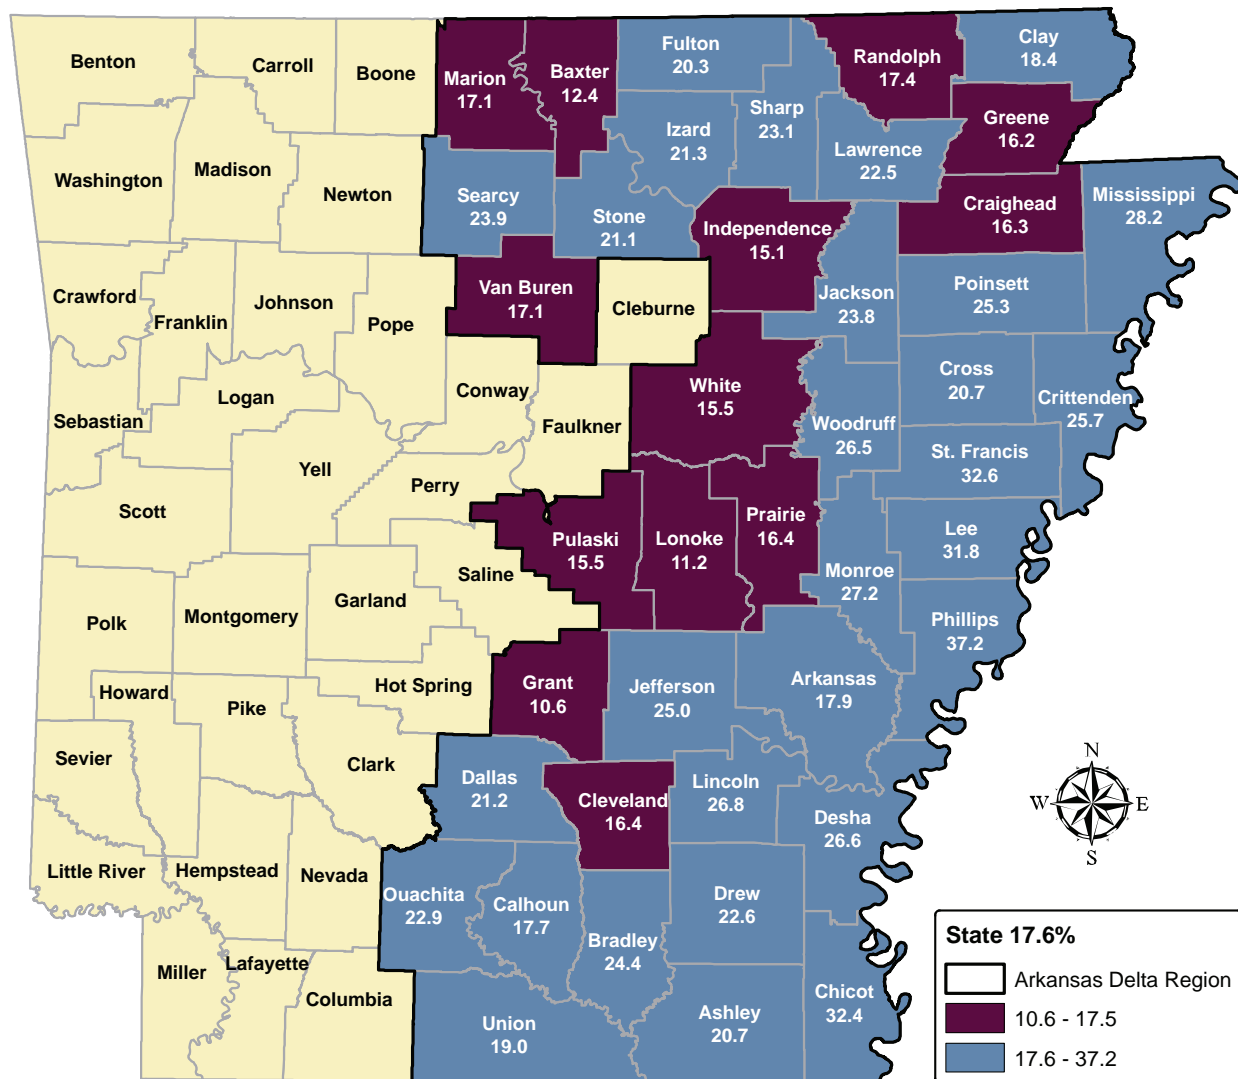 Benton
Carroll
Boone
Marion
17.1
Baxter
12.4
Fulton
20.3
Randolph
17.4
Clay
18.4
Sharp
23.1
Izard
21.3
Greene
16.2
Lawrence
22.5
Washington
Madison
Newton
Searcy
23.9
Stone
21.1
Independence
15.1
Craighead
16.3
Mississippi
28.2
Crawford
Franklin
Johnson
Pope
Van Buren
17.1
Cleburne
Jackson
23.8
Poinsett
25.3
Sebastian
Logan
Conway
Faulkner
White
15.5
Woodruff
26.5
Cross
20.7
Crittenden
25.7
St. Francis
32.6
Scott
Yell
Perry
Pulaski
15.5
Lonoke
11.2
Prairie
16.4
Lee
31.8
Monroe
27.2
Polk
Montgomery
Garland
Saline
Phillips
37.2
Howard
Pike
Hot Spring
Grant
10.6
Jefferson
25.0
Arkansas
17.9
Sevier
Clark
Dallas
21.2
Cleveland
16.4
Lincoln
26.8
Desha
26.6
N
W
E
S
Little River
Hempstead
Nevada
Ouachita
22.9
Calhoun
17.7
Bradley
24.4
Drew
22.6
Miller
Lafayette
Columbia
Union
19.0
Ashley
20.7
Chicot
32.4
State 17.6%
Arkansas Delta Region
10.6 - 17.5
17.6 - 37.2